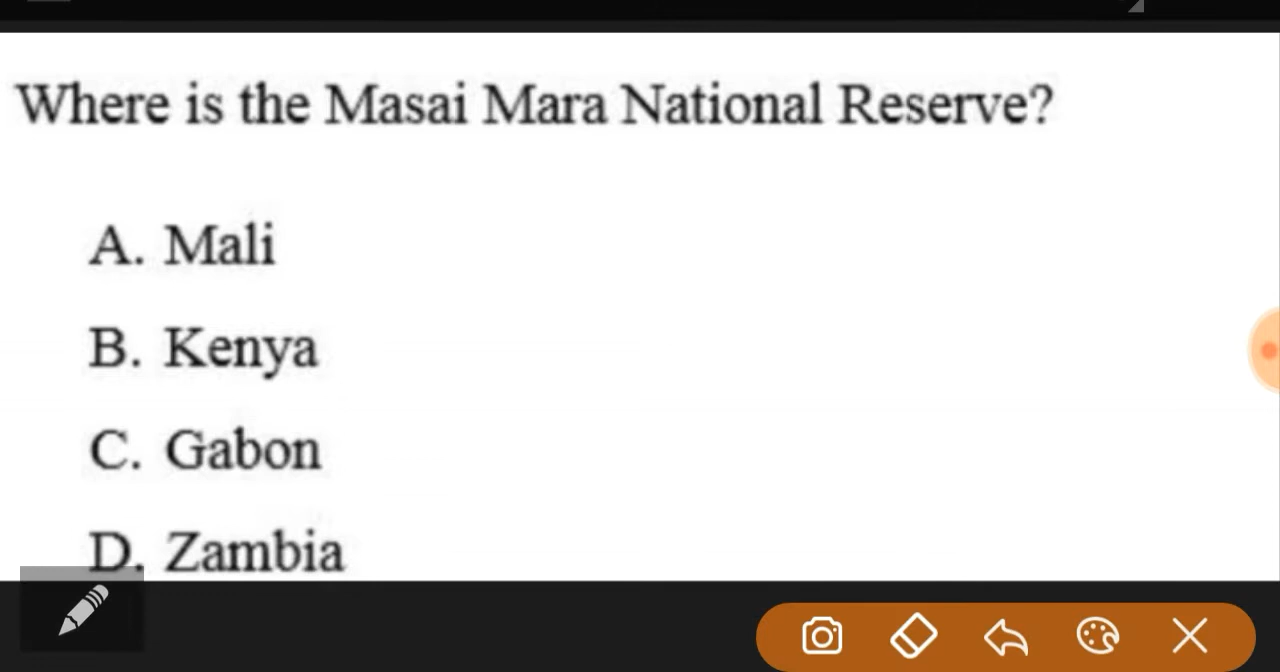 Where is the Masai Mara National Reserve?
A. Mali
B. Kenya
C. Gabon
D. Zambia